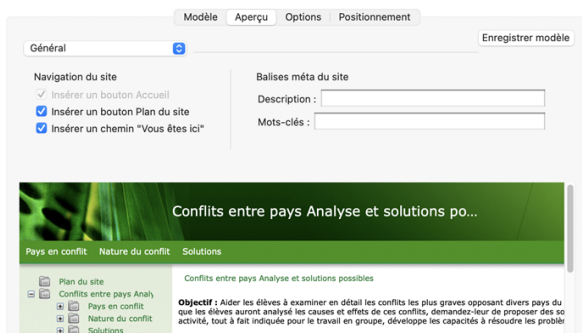 Modèle Aperçu Options Positionnement
Enregistrer modèle
Général
Navigation du site
Insérer un bouton Accueil
Insérer un bouton Plan du site
Insérer un chemin "Vous êtes ici"
Balises méta du site
Description :
Mots-clés :
Conflits entre pays Analyse et solutions po...
Pays en conflit Nature du conflit Solutions
Plan du site
Conflits entre pays Analy
Pays en conflit
Nature du conflit
Solutions
Conflits entre pays Analyse et solutions possibles
Objectif : Aider les élèves à examiner en détail les conflits les plus graves opposant divers pays du
que les élèves auront analysé les causes et effets de ces conflits, demandez-leur de proposer des so
activité, tout à fait indiquée pour le travail en groupe, développe les capacités à résoudre les problè